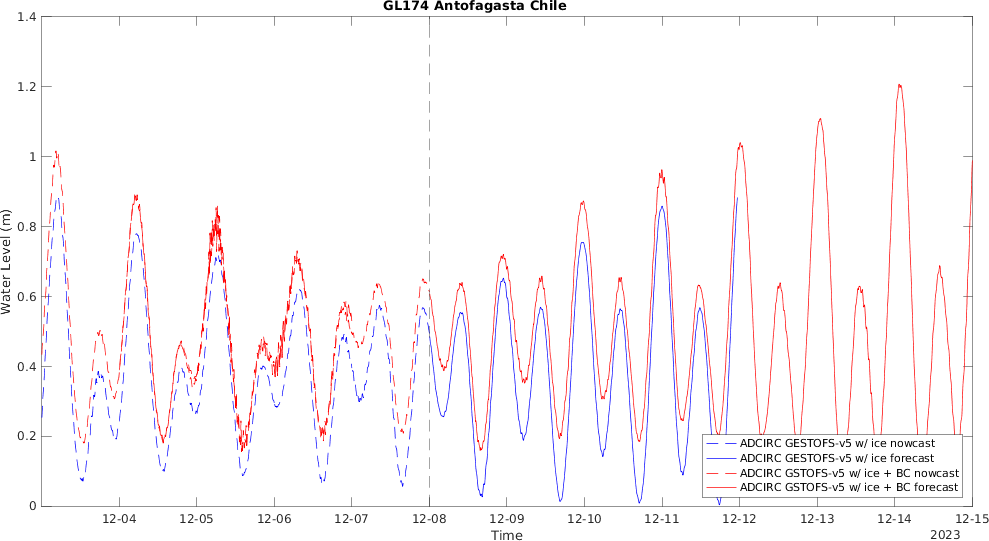 GL174 Antofagasta Chile
1.4
1.2
1
0.8
0.6
0.4
0.2
0
Water Level (m)
12-04 12-05 12-06 12-07 12-08 12-09 12-10 12-11 12-12 12-13 12-14 12-15
Time
2023
ADCIRC GESTOFS-v5 w/ ice nowcast
ADCIRC GESTOFS-v5 w/ ice forecast
ADCIRC GSTOFS-v5 w/ ice + BC nowcast
ADCIRC GSTOFS-v5 w/ ice + BC forecast